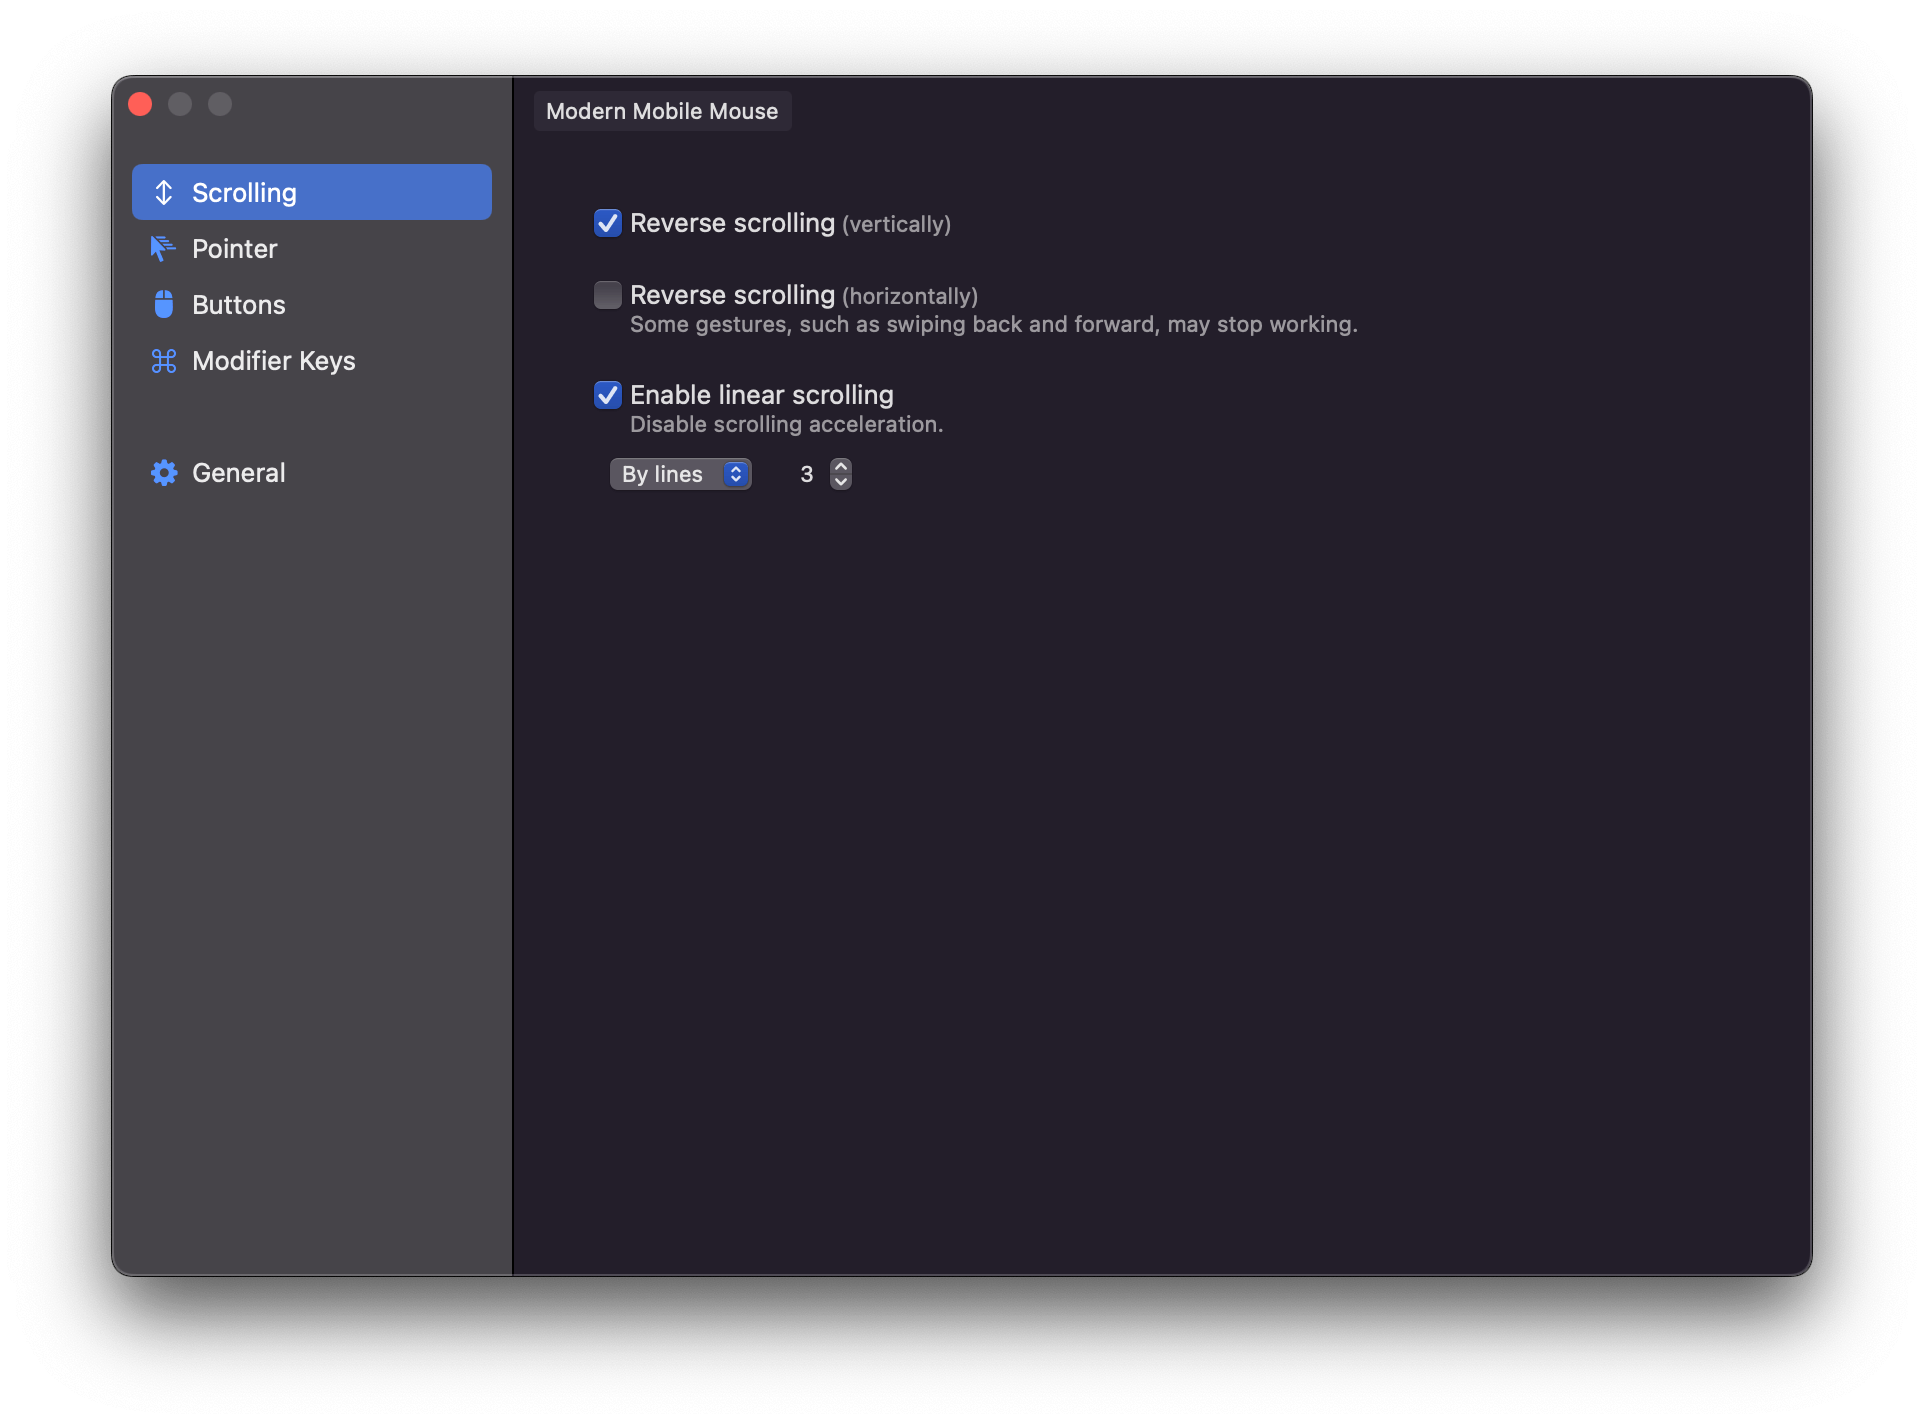 Modern Mobile Mouse
Scrolling
Pointer
Buttons
Modifier Keys
General
Reverse scrolling (vertically)
Reverse scrolling (horizontally)
Some gestures, such as swiping back and forward, may stop working.
Enable linear scrolling
Disable scrolling acceleration.
By lines 3